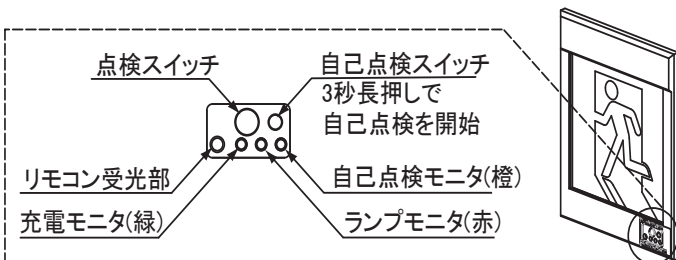 点検スイッチ
自己点検スイッチ
3秒長押しで
自己点検を開始
リモコン受光部
自己点検モニタ(橙)
充電モニタ(緑)
ランプモニタ(赤)